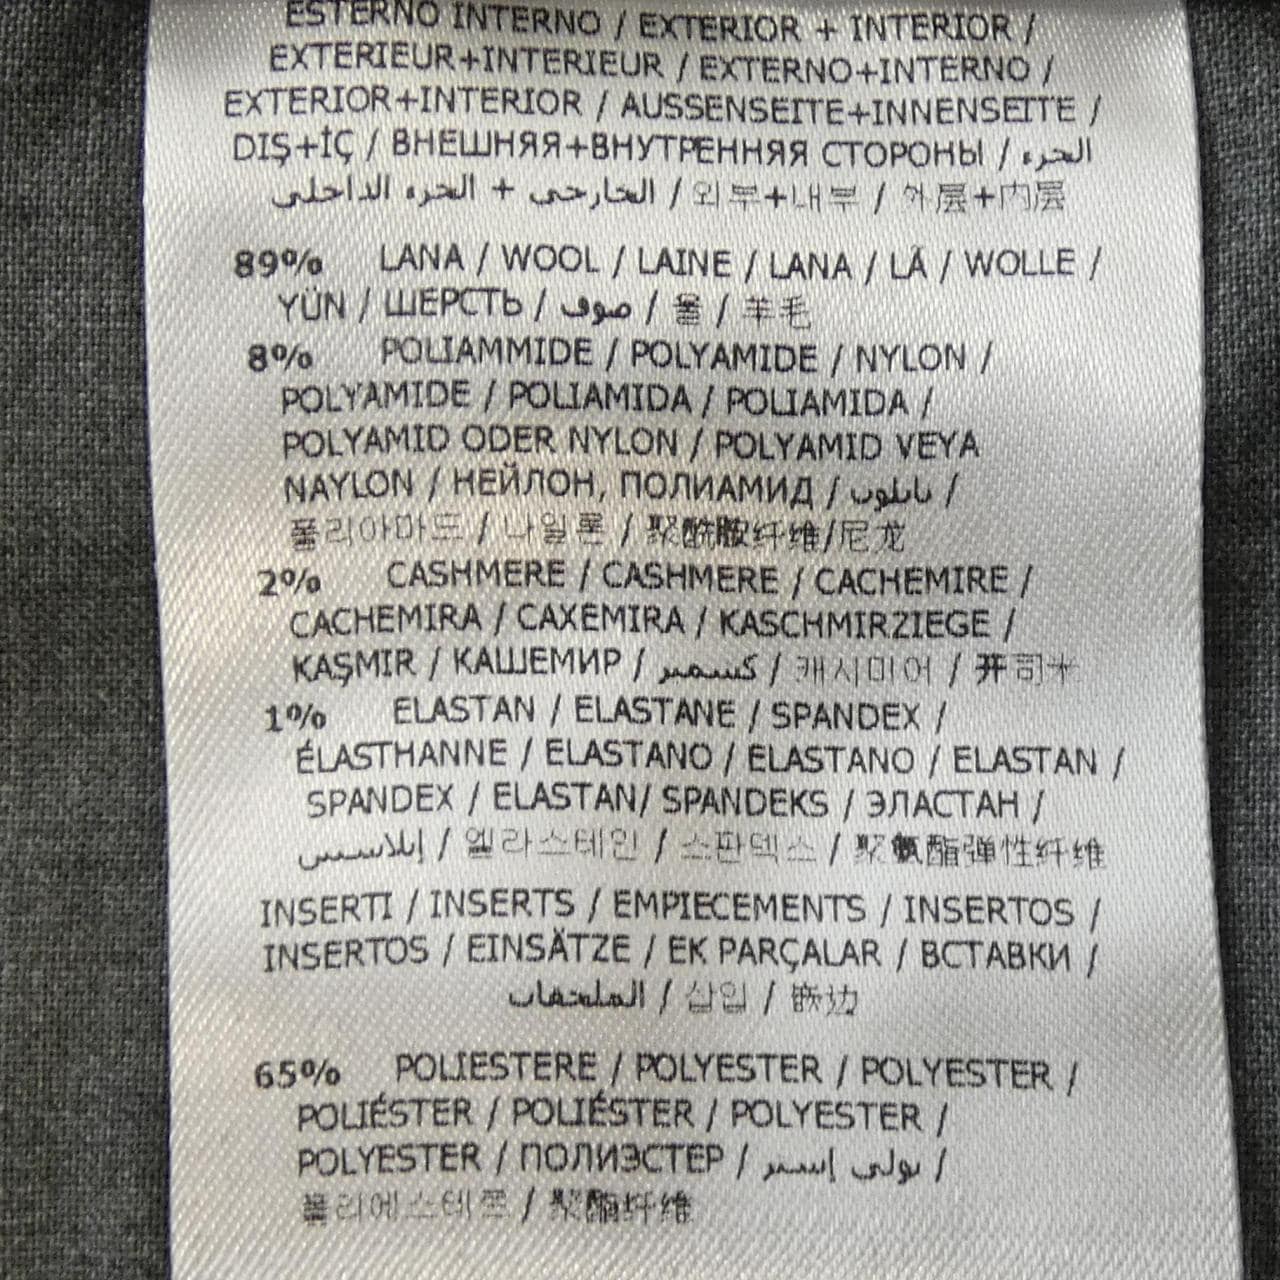 ESTERNO INTERNO / EXTERIOR + INTERIOR /
EXTERIEUR+INTERIEUR / EXTERNO+INTERNO /
EXTERIOR+INTERIOR / AUSSENSEITE+INNENSEITE /
DIŞ+İÇ / ВНЕШНЯЯ+ВНУТРЕННЯЯ СТОРОНЫ / الجزء
الخارجي + الجزء الداخلي / 외부+내부 / 外层+内层
89% LANA / WOOL / LAINE / LANA / LÃ / WOLLE /
YÜN / ШЕРСТЬ / صوف / 울 / 羊毛
8% POLIAMMIDE / POLYAMIDE / NYLON /
POLYAMIDE / POLIAMIDA / POLIAMIDA /
POLYAMID ODER NYLON / POLYAMID VEYA
NAYLON / НЕЙЛОН, ПОЛИАМИД / نايلون /
폴리아마드 / 나일론 / 聚酰胺纤维/尼龙
2% CASHMERE / CASHMERE / CACHEMIRE /
CACHEMIRA / CAXEMIRA / KASCHMIRZIEGE /
KAŞMIR / КАШЕМИР / كشمير / 캐시미어 / 开司米
1% ELASTAN / ELASTANE / SPANDEX /
ÉLASTHANNE / ELASTANO / ELASTANO / ELASTAN /
SPANDEX / ELASTAN/ SPANDEKS / ЭЛАСТАН /
إيلاستين / 엘라스테인 / 스판덱스 / 聚氨酯弹性纤维
INSERTI / INSERTS / EMPIECEMENTS / INSERTOS /
INSERTOS / EINSÄTZE / EK PARÇALAR / ВСТАВКИ /
الملحقات / 삽입 / 嵌边
65% POLIESTERE / POLYESTER / POLYESTER /
POLIÉSTER / POLIÉSTER / POLYESTER /
POLYESTER / ПОЛИЭСТЕР / بولي إستر /
폴리에스테르 / 聚酯纤维